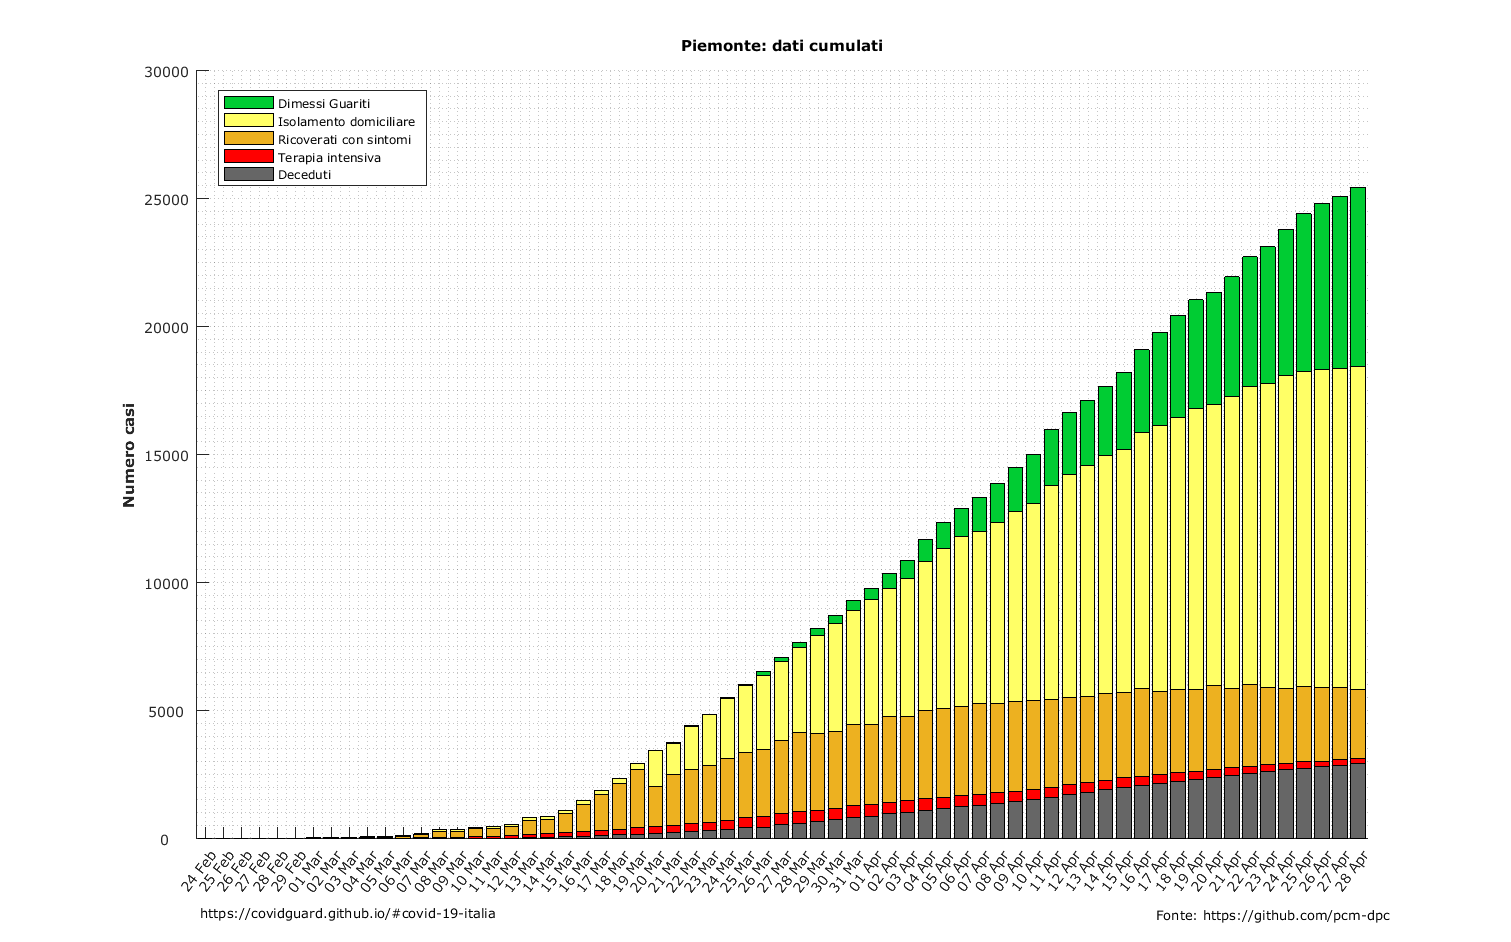 Piemonte: dati cumulati
30000
25000
20000
15000
10000
5000
0
Numero casi
Dimessi Guariti
Isolamento domiciliare
Ricoverati con sintomi
Terapia intensiva
Deceduti
24 Feb
25 Feb
26 Feb
27 Feb
28 Feb
29 Feb
01 Mar
02 Mar
03 Mar
04 Mar
05 Mar
06 Mar
07 Mar
08 Mar
09 Mar
10 Mar
11 Mar
12 Mar
13 Mar
14 Mar
15 Mar
16 Mar
17 Mar
18 Mar
19 Mar
20 Mar
21 Mar
22 Mar
23 Mar
24 Mar
25 Mar
26 Mar
27 Mar
28 Mar
29 Mar
30 Mar
31 Mar
01 Apr
02 Apr
03 Apr
04 Apr
05 Apr
06 Apr
07 Apr
08 Apr
09 Apr
10 Apr
11 Apr
12 Apr
13 Apr
14 Apr
15 Apr
16 Apr
17 Apr
18 Apr
19 Apr
20 Apr
21 Apr
22 Apr
23 Apr
24 Apr
25 Apr
26 Apr
27 Apr
28 Apr
https://covidguard.github.io/#covid-19-italia
Fonte: https://github.com/pcm-dpc